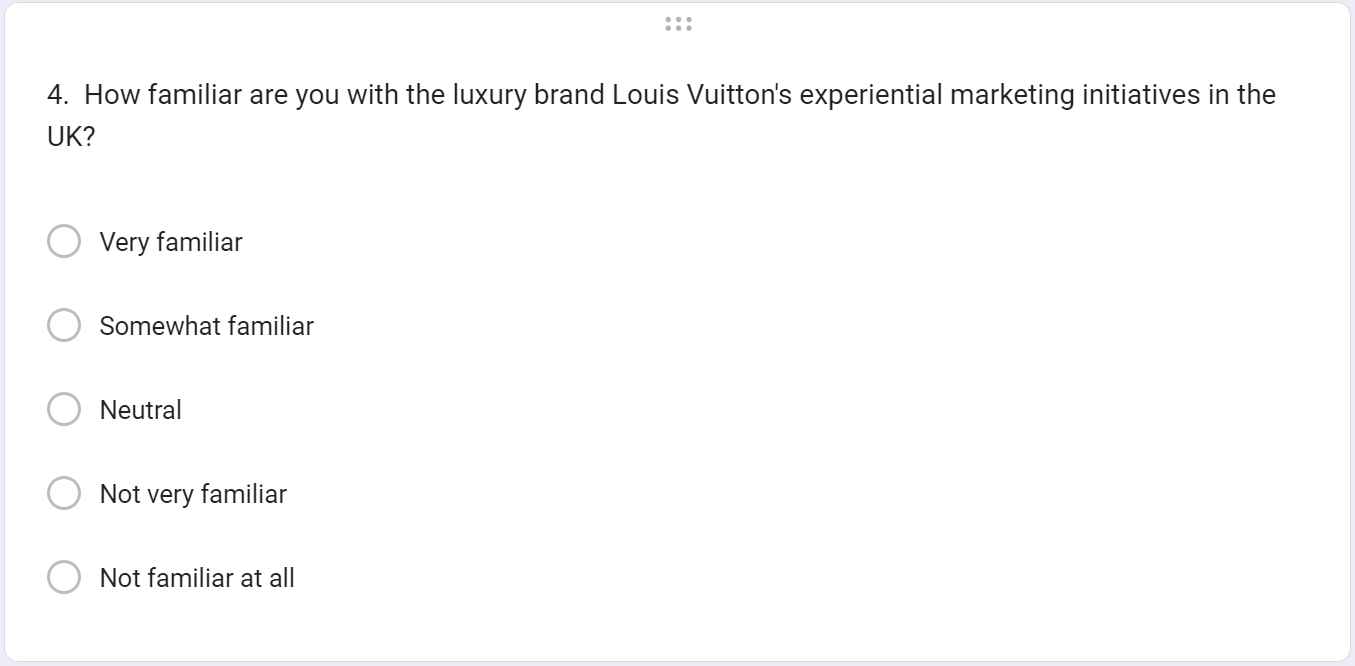 4. How familiar are you with the luxury brand Louis Vuitton's experiential marketing initiatives in the
UK?
Very familiar
Somewhat familiar
Neutral
Not very familiar
Not familiar at all